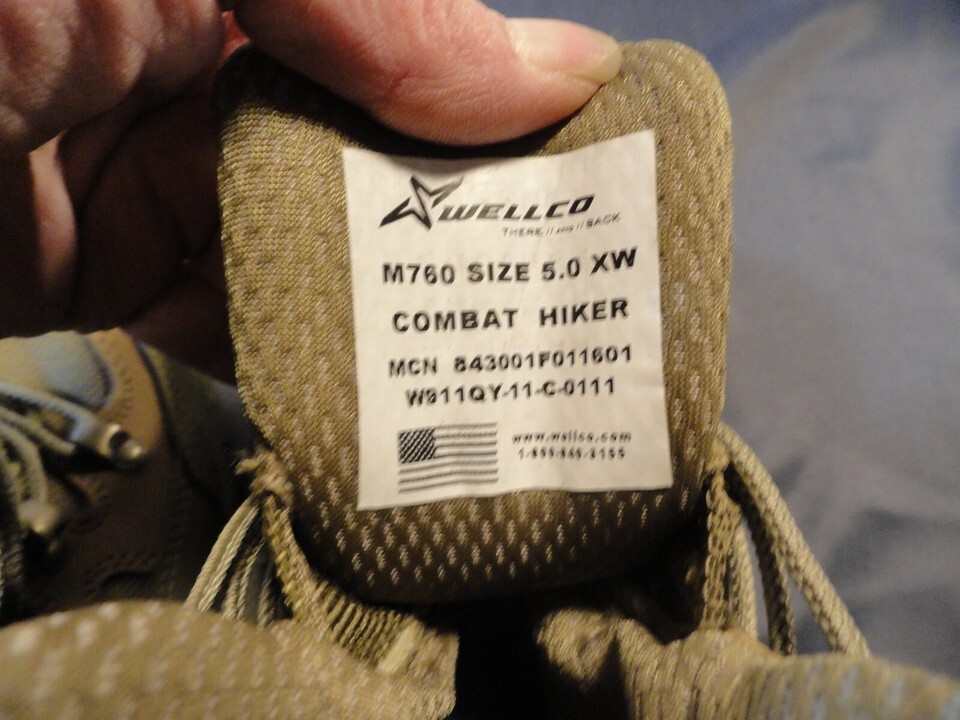 WELLCO
THERE // AND // BACK
M760 SIZE 5.0 XW
COMBAT HIKER
MCN 843001F011601
W911QY-11-C-0111
www.wellco.com